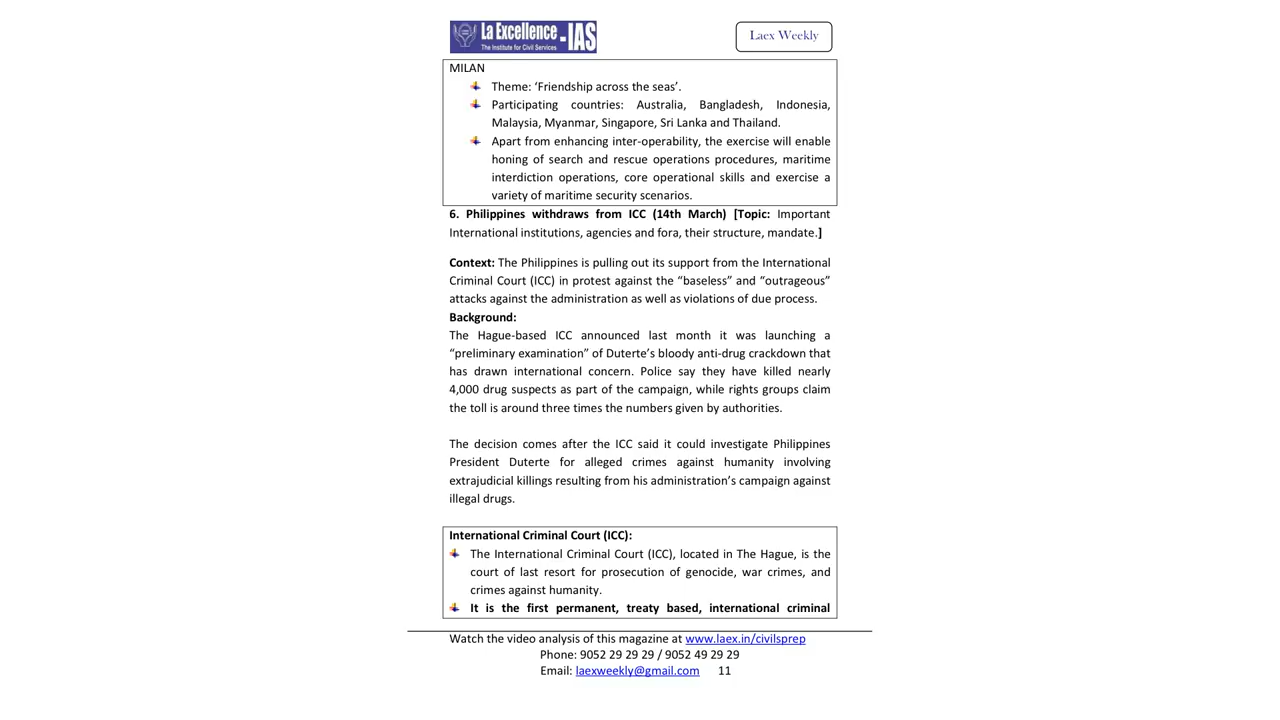 La Excellence -IAS
The Institute for Civil Services
Laex Weekly
MILAN
Theme: ‘Friendship across the seas’.
Participating countries: Australia, Bangladesh, Indonesia,
Malaysia, Myanmar, Singapore, Sri Lanka and Thailand.
Apart from enhancing inter-operability, the exercise will enable
honing of search and rescue operations procedures, maritime
interdiction operations, core operational skills and exercise a
variety of maritime security scenarios.
6. Philippines withdraws from ICC (14th March) [Topic: Important
International institutions, agencies and fora, their structure, mandate.]
Context: The Philippines is pulling out its support from the International
Criminal Court (ICC) in protest against the “baseless” and “outrageous”
attacks against the administration as well as violations of due process.
Background:
The Hague-based ICC announced last month it was launching a
“preliminary examination” of Duterte’s bloody anti-drug crackdown that
has drawn international concern. Police say they have killed nearly
4,000 drug suspects as part of the campaign, while rights groups claim
the toll is around three times the numbers given by authorities.
The decision comes after the ICC said it could investigate Philippines
President Duterte for alleged crimes against humanity involving
extrajudicial killings resulting from his administration’s campaign against
illegal drugs.
International Criminal Court (ICC):
The International Criminal Court (ICC), located in The Hague, is the
court of last resort for prosecution of genocide, war crimes, and
crimes against humanity.
It is the first permanent, treaty based, international criminal
Watch the video analysis of this magazine at www.laex.in/civilsprep
Phone: 9052 29 29 29 / 9052 49 29 29
Email: laexweekly@gmail.com 11